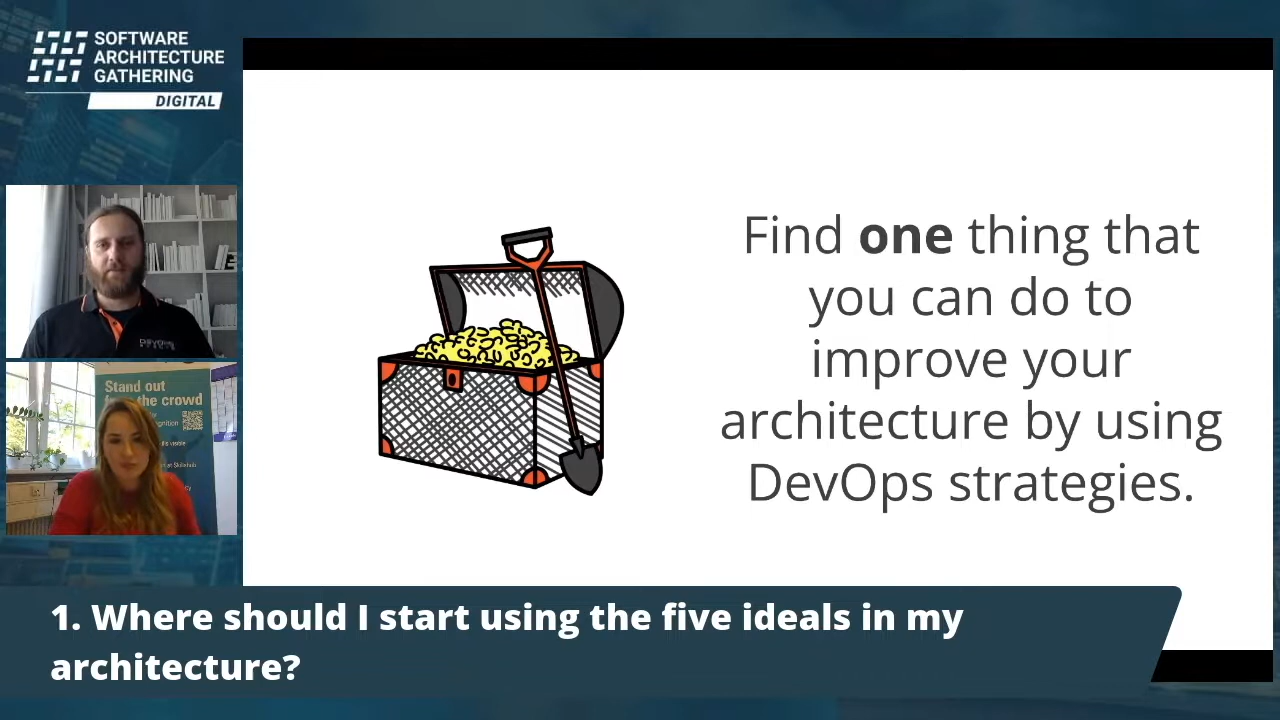 SOFTWARE
ARCHITECTURE
GATHERING
DIGITAL
Stand out
the crowd
Find one thing that
you can do to
improve your
architecture by using
DevOps strategies.
1. Where should I start using the five ideals in my
architecture?